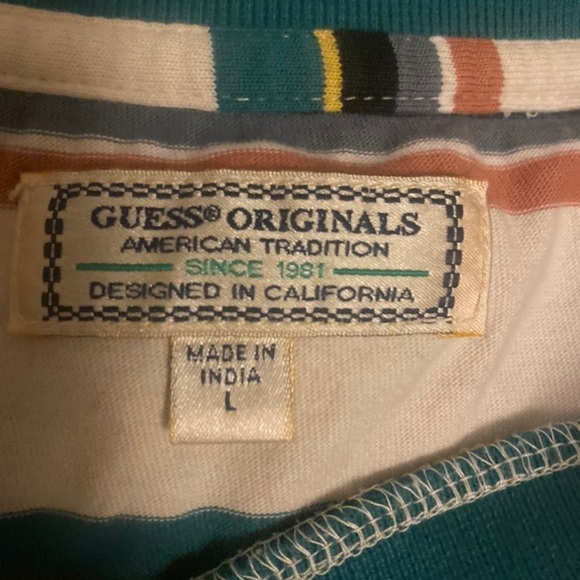 GUESS® ORIGINALS
AMERICAN TRADITION
SINCE 1981
DESIGNED IN CALIFORNIA
MADE IN
INDIA
L